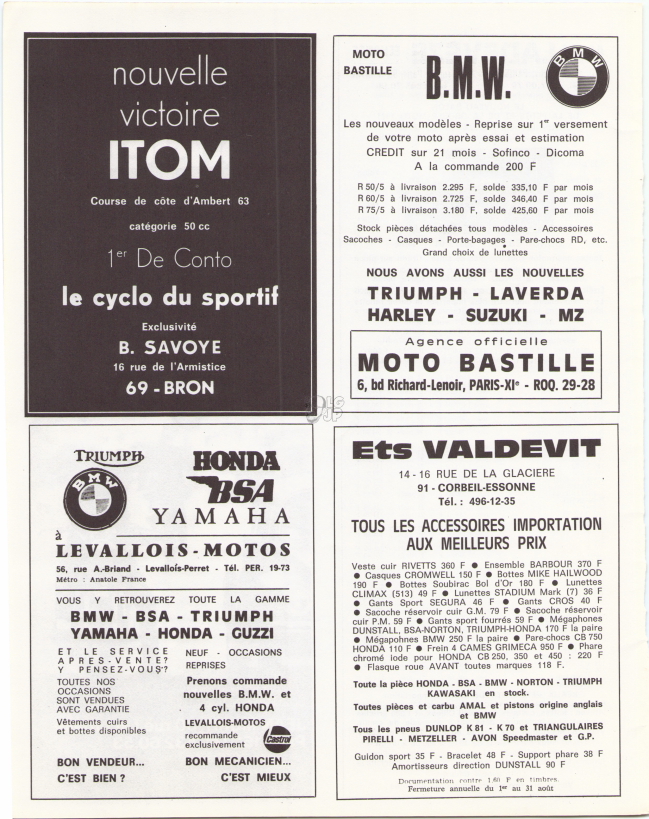 nouvelle
victoire
ITOM
Course de côte d'Ambert 63
catégorie 50 cc
1er De Conto
le cyclo du sportif
Exclusivité
B. SAVOYE
16 rue de l'Armistice
69 - BRON
MOTO
BASTILLE
B.M.W.
BMW
Les nouveaux modèles - Reprise sur 1er versement
de votre moto après essai et estimation
CREDIT sur 21 mois - Sofinco - Dicoma
A la commande 200 F
R 50/5 à livraison 2.295 F, solde 335,10 F par mois
R 60/5 à livraison 2.725 F, solde 346,40 F par mois
R 75/5 à livraison 3.180 F, solde 425,60 F par mois
Stock pièces détachées tous modèles - Accessoires
Sacoches - Casques - Porte-bagages - Pare-chocs RD, etc.
Grand choix de lunettes
NOUS AVONS AUSSI LES NOUVELLES
TRIUMPH - LAVERDA
HARLEY - SUZUKI - MZ
Agence officielle
MOTO BASTILLE
6, bd Richard-Lenoir, PARIS-XIe - ROQ. 29-28
TRIUMPH
BMW
HONDA
BSA
YAMAHA
à
LEVALLOIS-MOTOS
56, rue A.-Briand - Levallois-Perret - Tél. PER. 19-73
Métro : Anatole France
VOUS Y RETROUVEREZ TOUTE LA GAMME
BMW - BSA - TRIUMPH
YAMAHA - HONDA - GUZZI
ET LE SERVICE
APRES-VENTE?
Y PENSEZ-VOUS?
TOUTES NOS
OCCASIONS
SONT VENDUES
AVEC GARANTIE
Vêtements cuirs
et bottes disponibles
BON VENDEUR...
C'EST BIEN ?
NEUF - OCCASIONS
REPRISES
Prenons commande
nouvelles B.M.W. et
4 cyl. HONDA
LEVALLOIS-MOTOS
recommande
exclusivement
Castrol
BON MECANICIEN...
C'EST MIEUX
Ets VALDEVIT
14 - 16 RUE DE LA GLACIERE
91 - CORBEIL-ESSONNE
Tél. : 496-12-35
TOUS LES ACCESSOIRES IMPORTATION
AUX MEILLEURS PRIX
Veste cuir RIVETTS 360 F ● Ensemble BARBOUR 370 F
● Casques CROMWELL 150 F ● Bottes MIKE HAILWOOD
190 F ● Bottes Soubirac Bol d'Or 180 F ● Lunettes
CLIMAX (513) 49 F ● Lunettes STADIUM Mark (7) 36 F
● Gants Sport SEGURA 46 F ● Gants CROS 40 F
● Sacoche réservoir cuir G.M. 79 F ● Sacoche réservoir
cuir P.M. 59 F ● Gants sport fourrés 59 F ● Mégaphones
DUNSTALL, BSA-NORTON, TRIUMPH-HONDA 170 F la paire
● Mégapohnes BMW 250 F la paire ● Pare-chocs CB 750
HONDA 110 F ● Frein 4 CAMES GRIMECA 950 F ● Phare
chromé iode pour HONDA CB 250, 350 et 450 : 220 F
● Flasque roue AVANT toutes marques 118 F.
Toute la pièce HONDA - BSA - BMW - NORTON - TRIUMPH
KAWASAKI en stock.
Toutes pièces et carbu AMAL et pistons origine anglais
et BMW
Tous les pneus DUNLOP K 81 - K 70 et TRIANGULAIRES
PIRELLI - METZELLER - AVON Speedmaster et G.P.
Guidon sport 35 F - Bracelet 48 F - Support phare 38 F
Amortisseurs direction DUNSTALL 90 F
Documentation contre 1,60 F en timbres.
Fermeture annuelle du 1er au 31 août